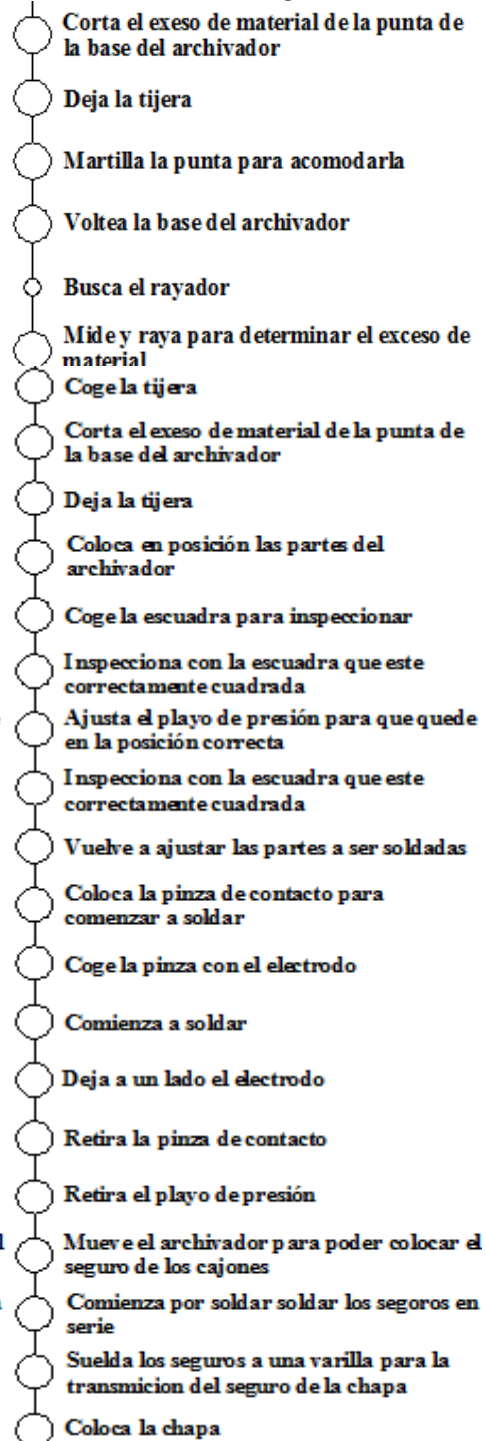 Corta el exeso de material de la punta de
la base del archivador
Deja la tijera
Martilla la punta para acomodarla
Voltea la base del archivador
Busca el rayador
Mide y raya para determinar el exceso de
material
Coge la tijera
Corta el exeso de material de la punta de
la base del archivador
Deja la tijera
Coloca en posición las partes del
archivador
Coge la escuadra para inspeccionar
Inspecciona con la escuadra que este
correctamente cuadrada
Ajusta el playo de presión para que quede
en la posición correcta
Inspecciona con la escuadra que este
correctamente cuadrada
Vuelve a ajustar las partes a ser soldadas
Coloca la pinza de contacto para
comenzar a soldar
Coge la pinza con el electrodo
Comienza a soldar
Deja a un lado el electrodo
Retira la pinza de contacto
Retira el playo de presión
Mueve el archivador para poder colocar el
seguro de los cajones
Comienza por soldar soldar los segoros en
serie
Suelda los seguros a una varilla para la
transmicion del seguro de la chapa
Coloca la chapa